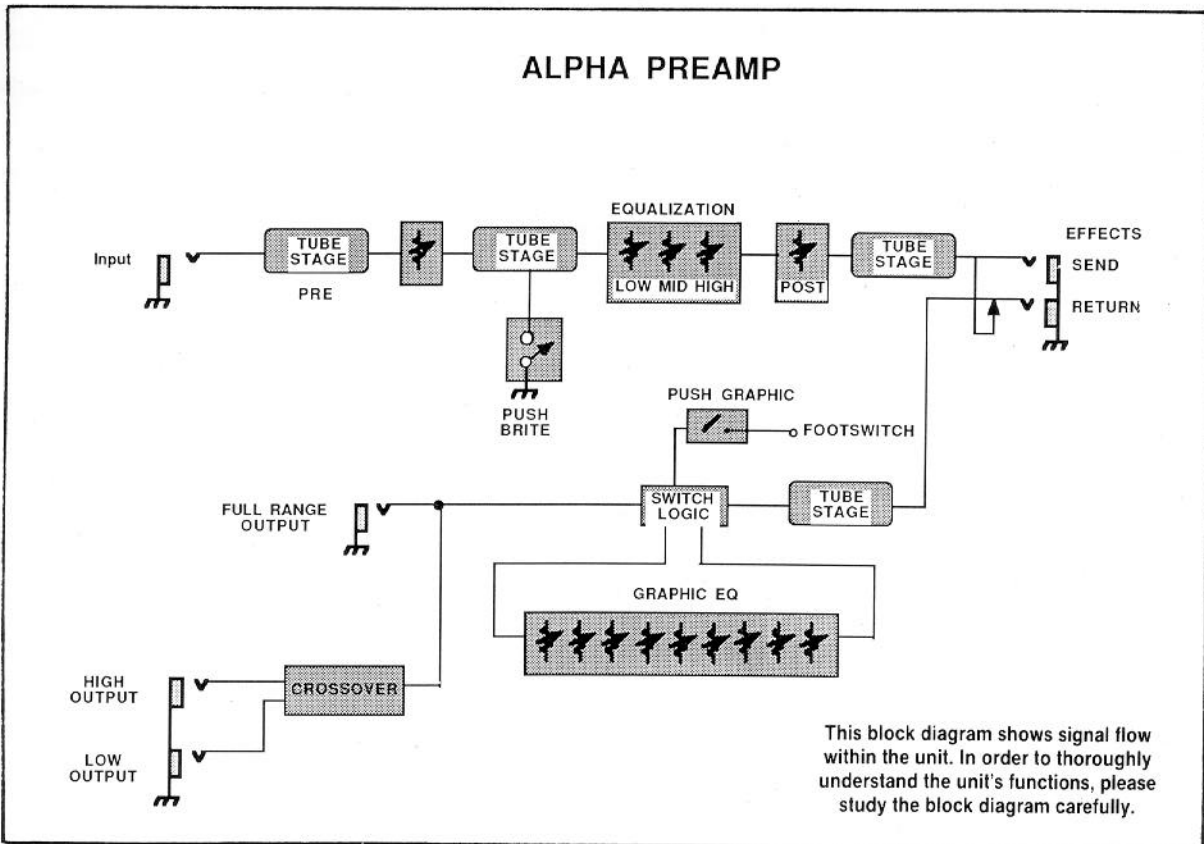 ALPHA PREAMP
EQUALIZATION
EFFECTS
Input
TUBE
STAGE
PRE
TUBE
STAGE
LOW MID HIGH
POST
TUBE
STAGE
SEND
RETURN
PUSH
BRITE
PUSH GRAPHIC
FOOTSWITCH
FULL RANGE
OUTPUT
SWITCH
LOGIC
TUBE
STAGE
GRAPHIC EQ
HIGH
OUTPUT
CROSSOVER
LOW
OUTPUT
This block diagram shows signal flow
within the unit. In order to thoroughly
understand the unit's functions, please
study the block diagram carefully.